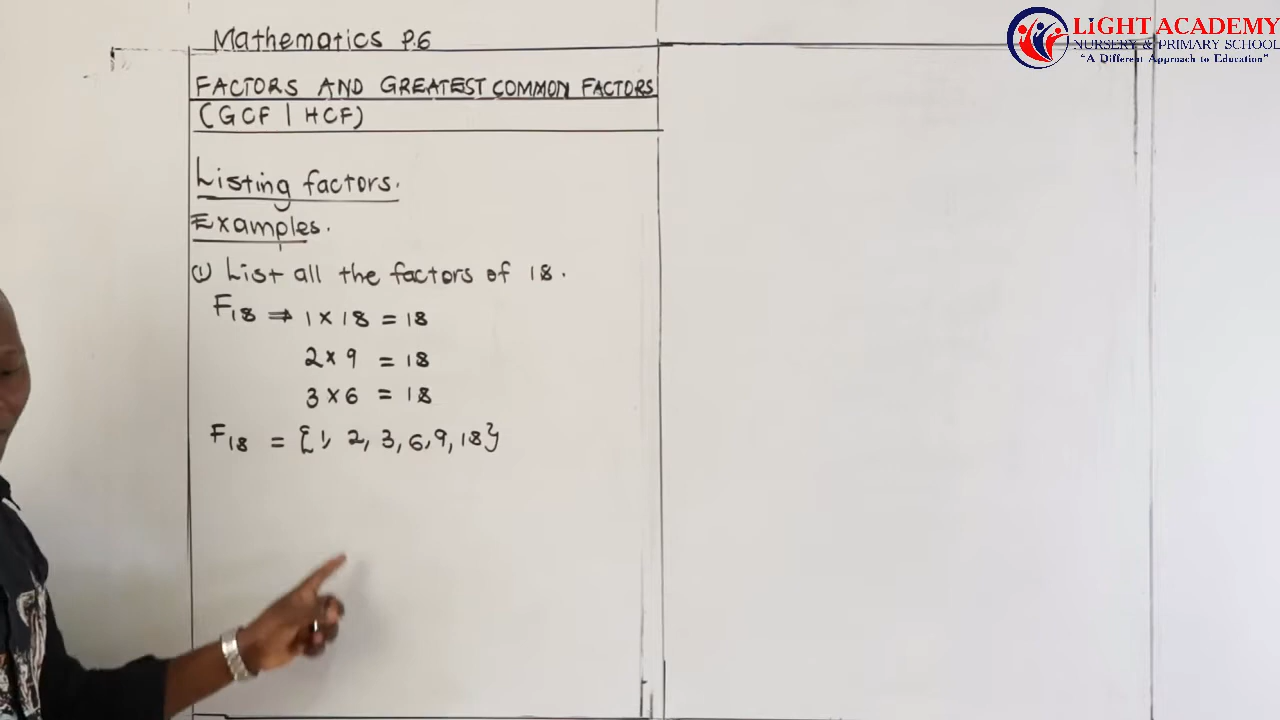 Mathematics P.6
LiGHT ACADEMY
NURSERY & PRIMARY SCHOOL
"A Different Approach to Education"
FACTORS AND GREATEST COMMON FACTORS
(GCF | HCF)
Listing factors.
Examples.
(1) List all the factors of 18.
F18 ⇒ 1 × 18 = 18
2 × 9 = 18
3 × 6 = 18
F18 = {1, 2, 3, 6, 9, 18}